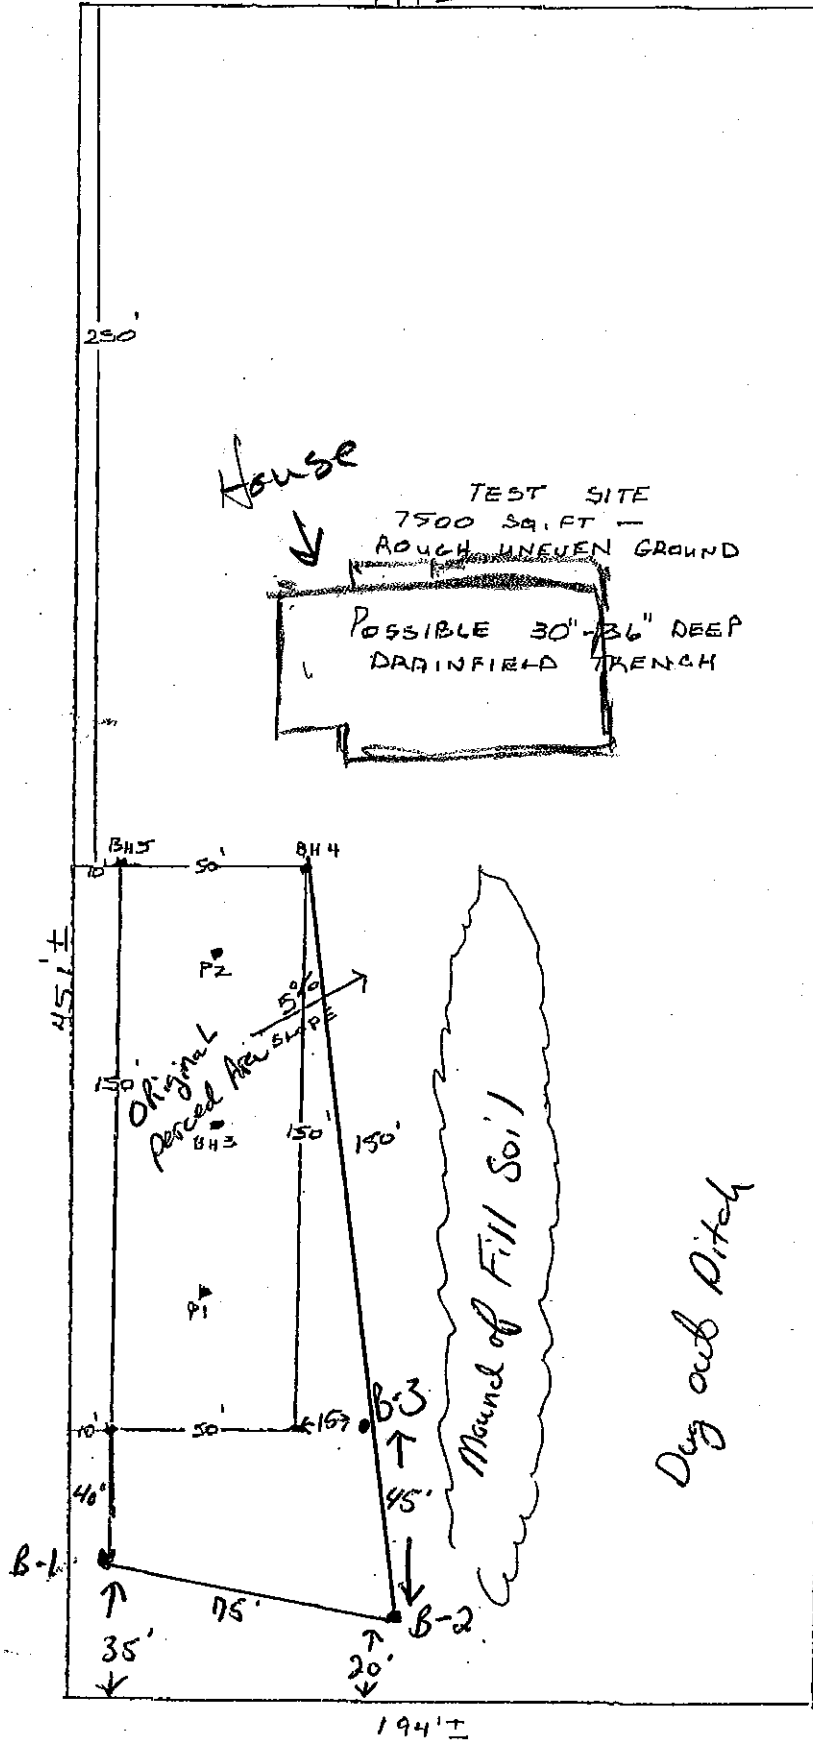 250'
House
TEST SITE
7500 SQ. FT —
ROUGH UNEVEN GROUND
POSSIBLE 30"-36" DEEP
DRAINFIELD TRENCH
BH5
50'
BH4
10'
451'±
P2
5%
SLOPE
Original
perced Area
150'
BH3
150'
150'
P1
Mound of Fill Soil
Dug out Ditch
10'
50'
B-3
40'
45'
B-1
75'
B-2
35'
20'
194'±